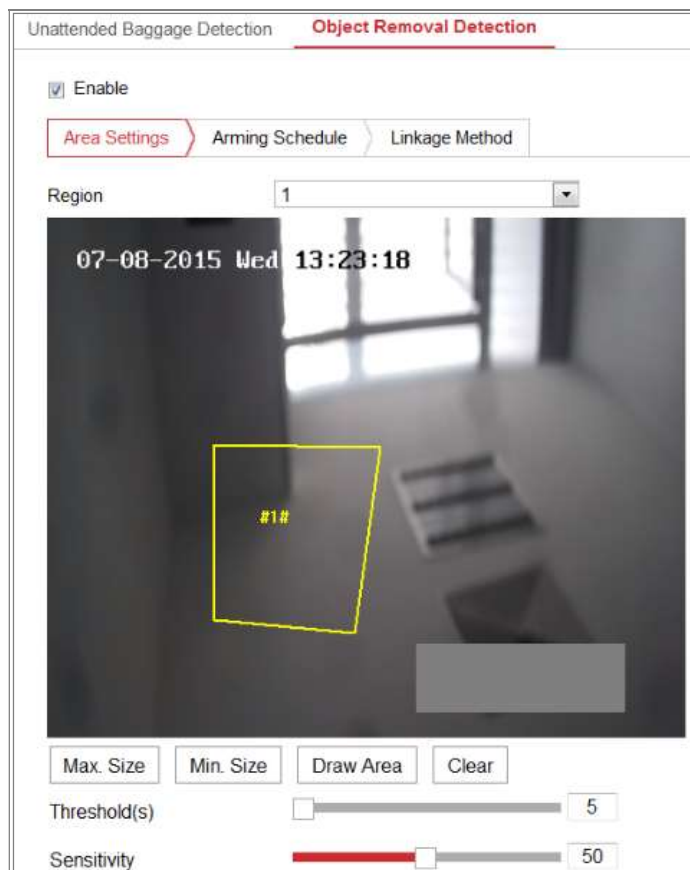 Unattended Baggage Detection Object Removal Detection
Enable
Area Settings Arming Schedule Linkage Method
Region 1
07-08-2015 Wed 13:23:18
#1#
Max. Size Min. Size Draw Area Clear
Threshold(s) 5
Sensitivity 50